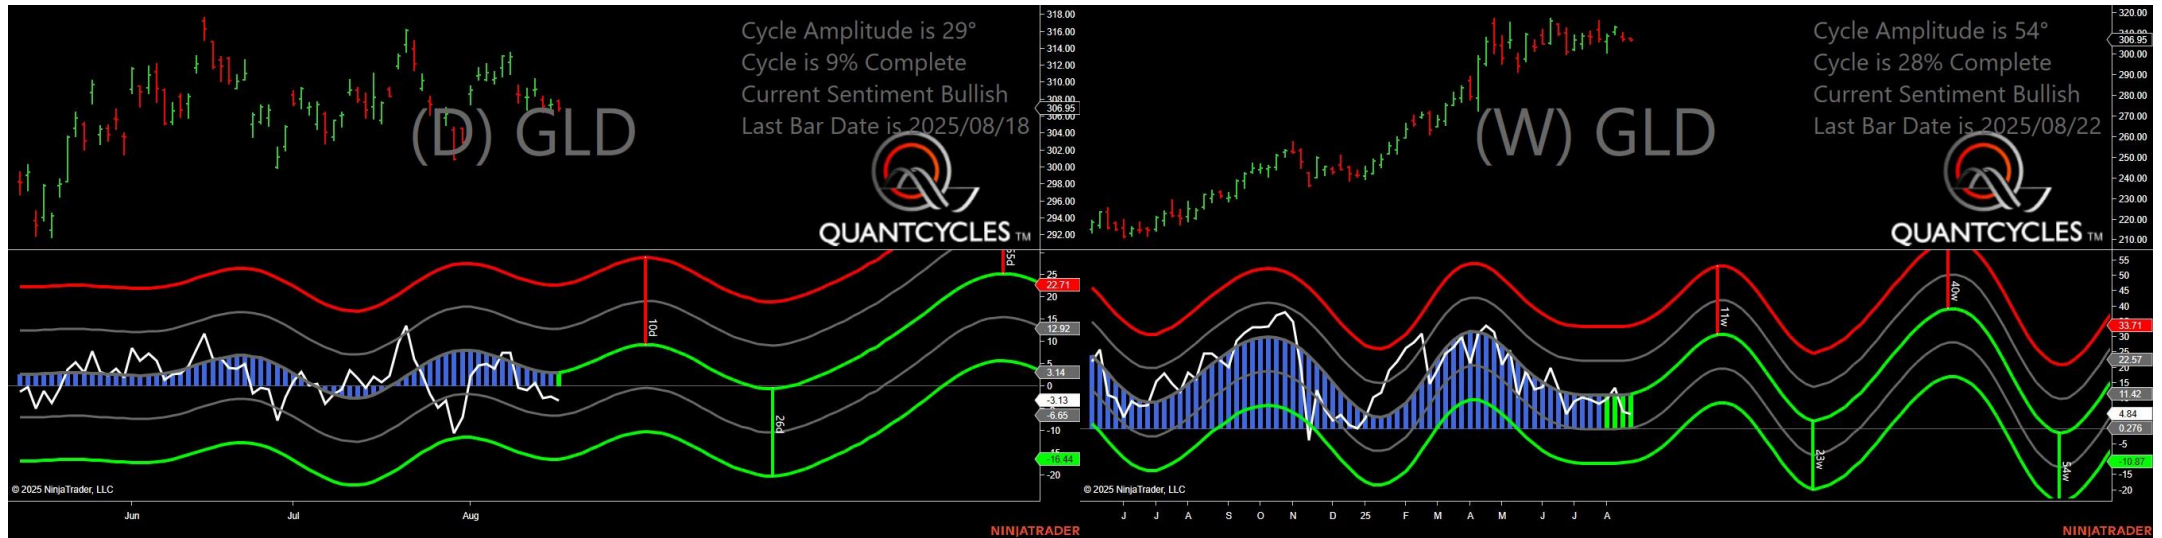 Cycle Amplitude is 29°
Cycle is 9% Complete
Current Sentiment Bullish
Last Bar Date is 2025/08/18
(D) GLD
QUANTCYCLES TM
318.00
316.00
314.00
312.00
310.00
308.00
306.95
306.00
304.00
302.00
300.00
298.00
296.00
294.00
292.00
55d
25
22.71
20
15
12.92
10d
10
5
3.14
0
-3.13
-6.65
26d
-10
-16.44
-20
© 2025 NinjaTrader, LLC
Jun
Jul
Aug
NINJATRADER
Cycle Amplitude is 54°
Cycle is 28% Complete
Current Sentiment Bullish
Last Bar Date is 2025/08/22
(W) GLD
QUANTCYCLES TM
320.00
306.95
300.00
290.00
280.00
270.00
260.00
250.00
240.00
230.00
220.00
210.00
55
50
45
40w
40
11w
33.71
30
22.57
20
15
11.42
4.84
0.276
-5
23w
54w
-10.87
-15
-20
© 2025 NinjaTrader, LLC
J
J
A
S
O
N
D
25
F
M
A
M
J
J
A
NINJATRADER